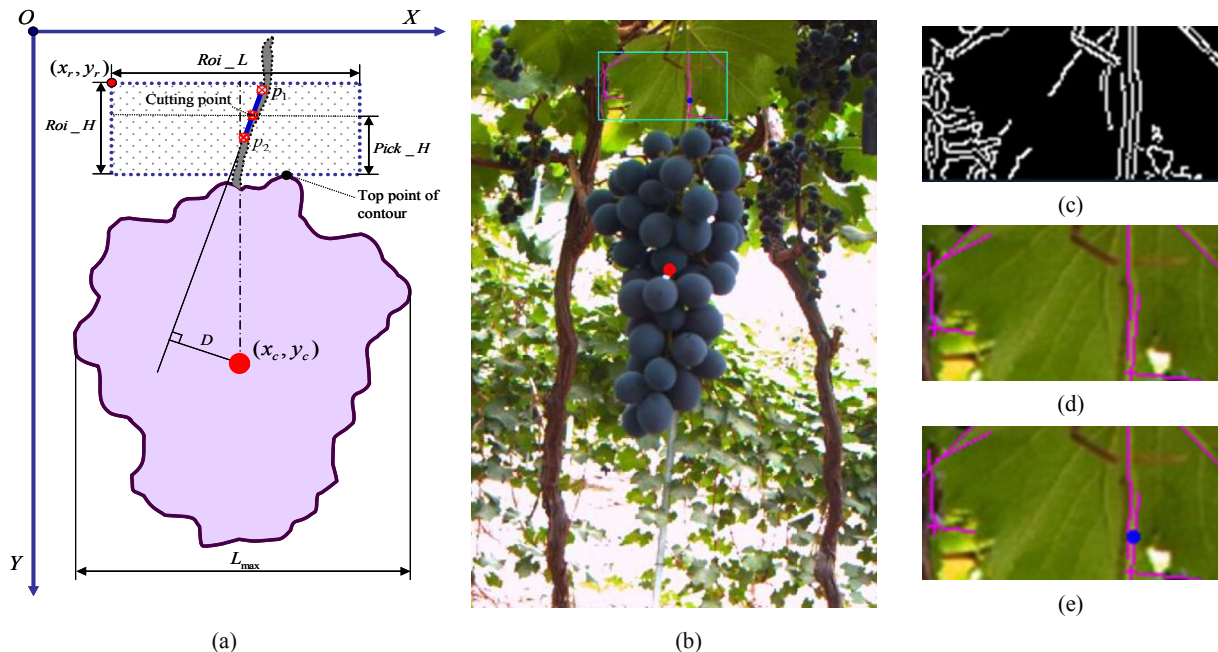 O
X
Roi_L
(x_r, y_r)
p_1
Cutting point
Roi_H
p_2
Pick_H
Top point of
contour
D
(x_c, y_c)
Y
L_max
(a)
(b)
(c)
(d)
(e)